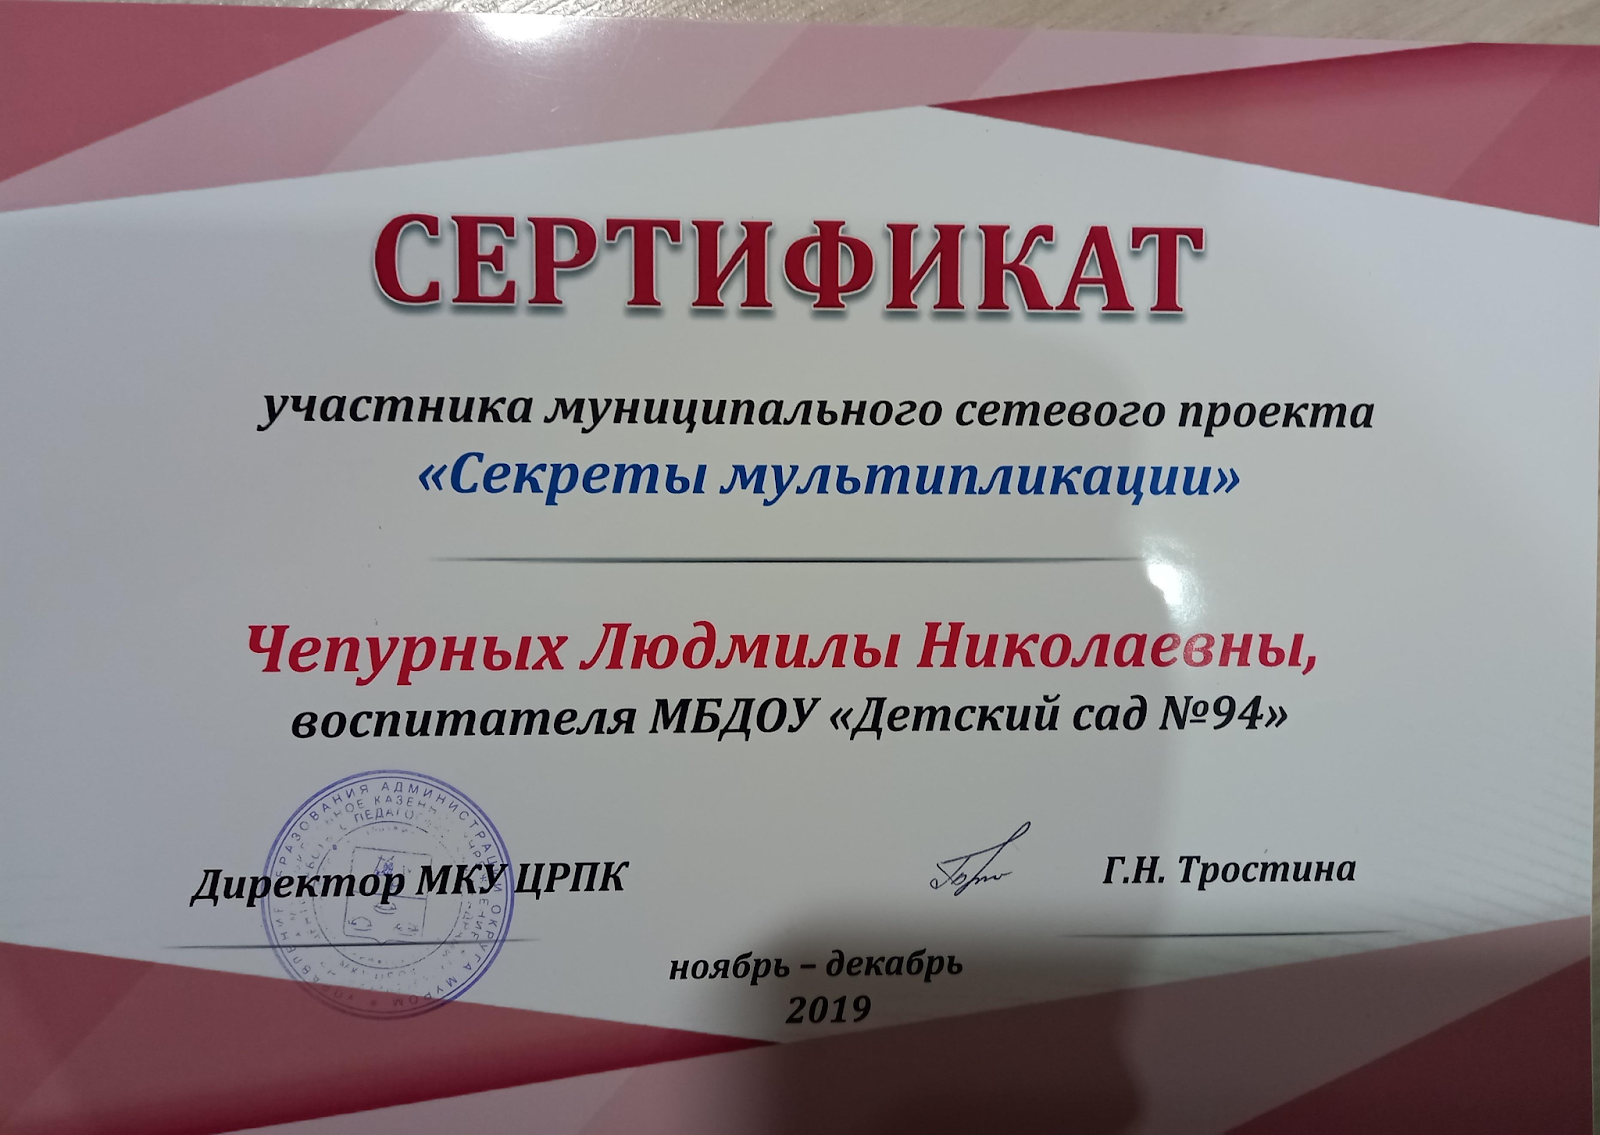 СЕРТИФИКАТ
участника муниципального сетевого проекта
«Секреты мультипликации»
Чепурных Людмилы Николаевны,
воспитателя МБДОУ «Детский сад №94»
Директор МКУ ЦРПК
Г.Н. Тростина
ноябрь – декабрь
2019